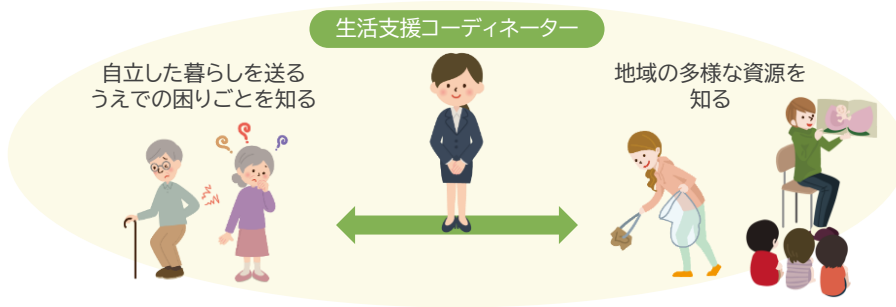 生活支援コーディネーター
自立した暮らしを送る
うえでの困りごとを知る
地域の多様な資源を
知る